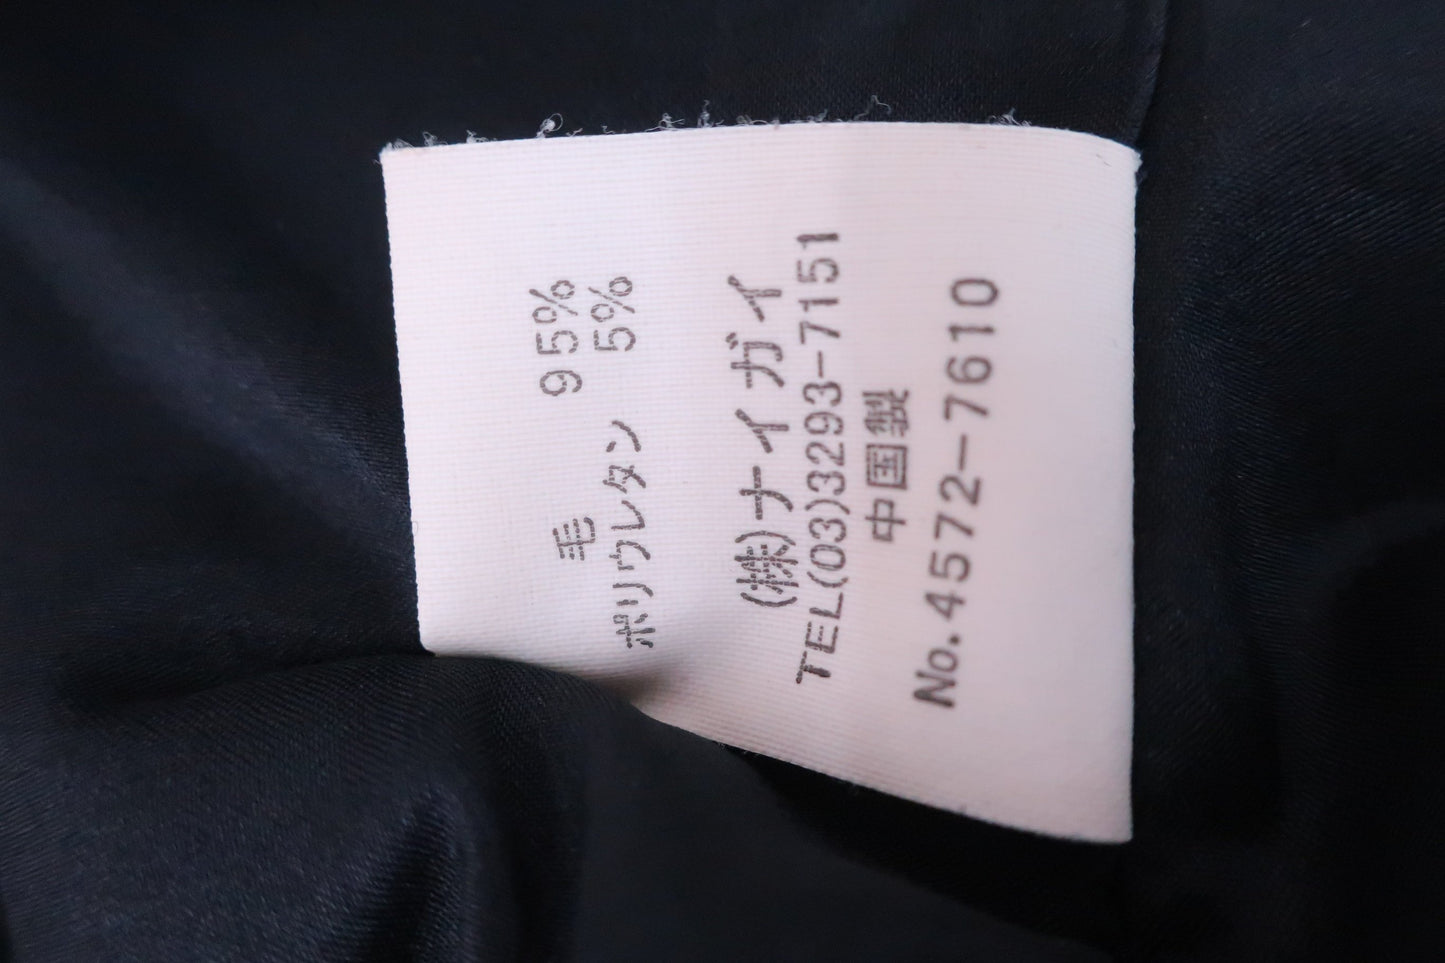 毛 95%
ポリウレタン 5%
(株)ナイガイ
TEL(03)3293-7151
中国製
No.4572-7610